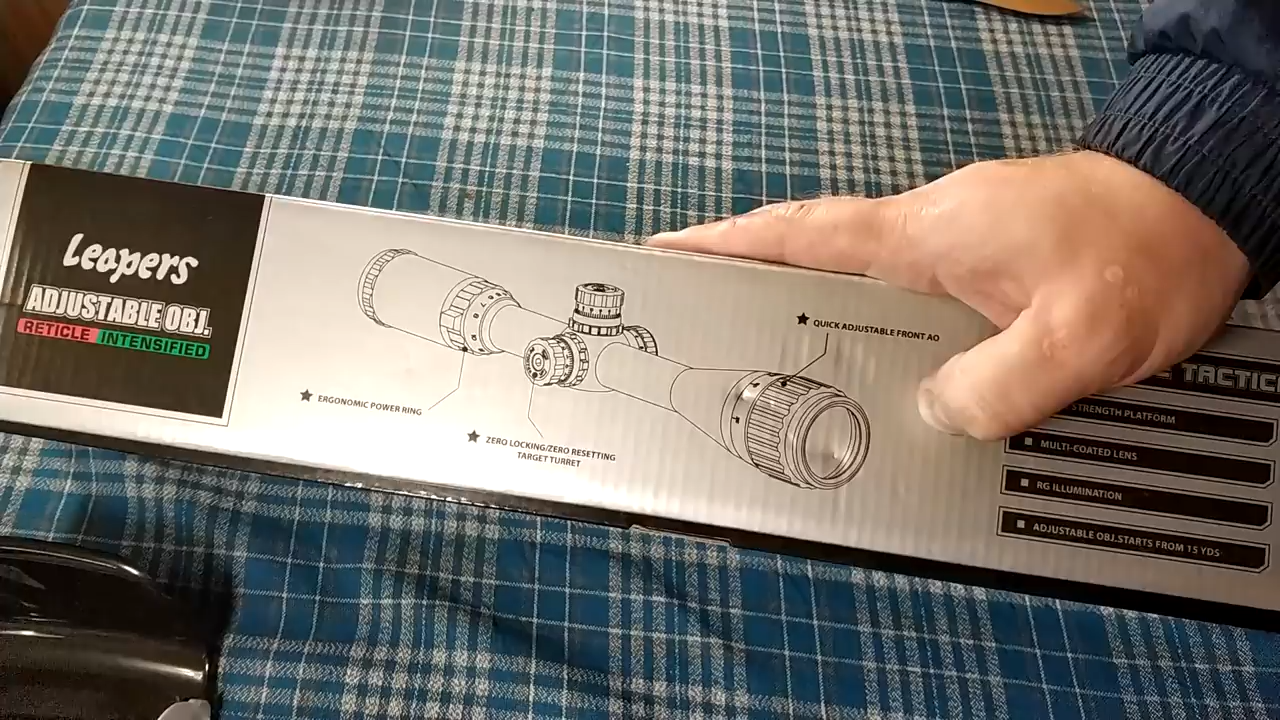 Leapers
ADJUSTABLE OBJ.
RETICLE INTENSIFIED
★ ERGONOMIC POWER RING
★ ZERO LOCKING/ZERO RESETTING
TARGET TURRET
★ QUICK ADJUSTABLE FRONT AO
STRENGTH PLATFORM
■ MULTI-COATED LENS
■ RG ILLUMINATION
■ ADJUSTABLE OBJ.STARTS FROM 15 YDS